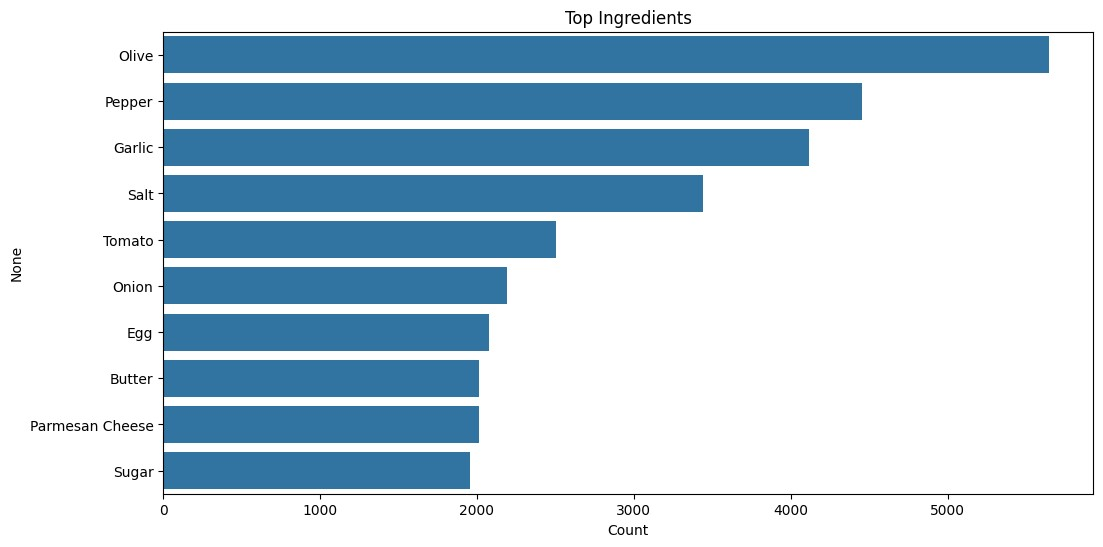 Top Ingredients
Olive
Pepper
Garlic
Salt
Tomato
Onion
Egg
Butter
Parmesan Cheese
Sugar
None
0 1000 2000 3000 4000 5000
Count